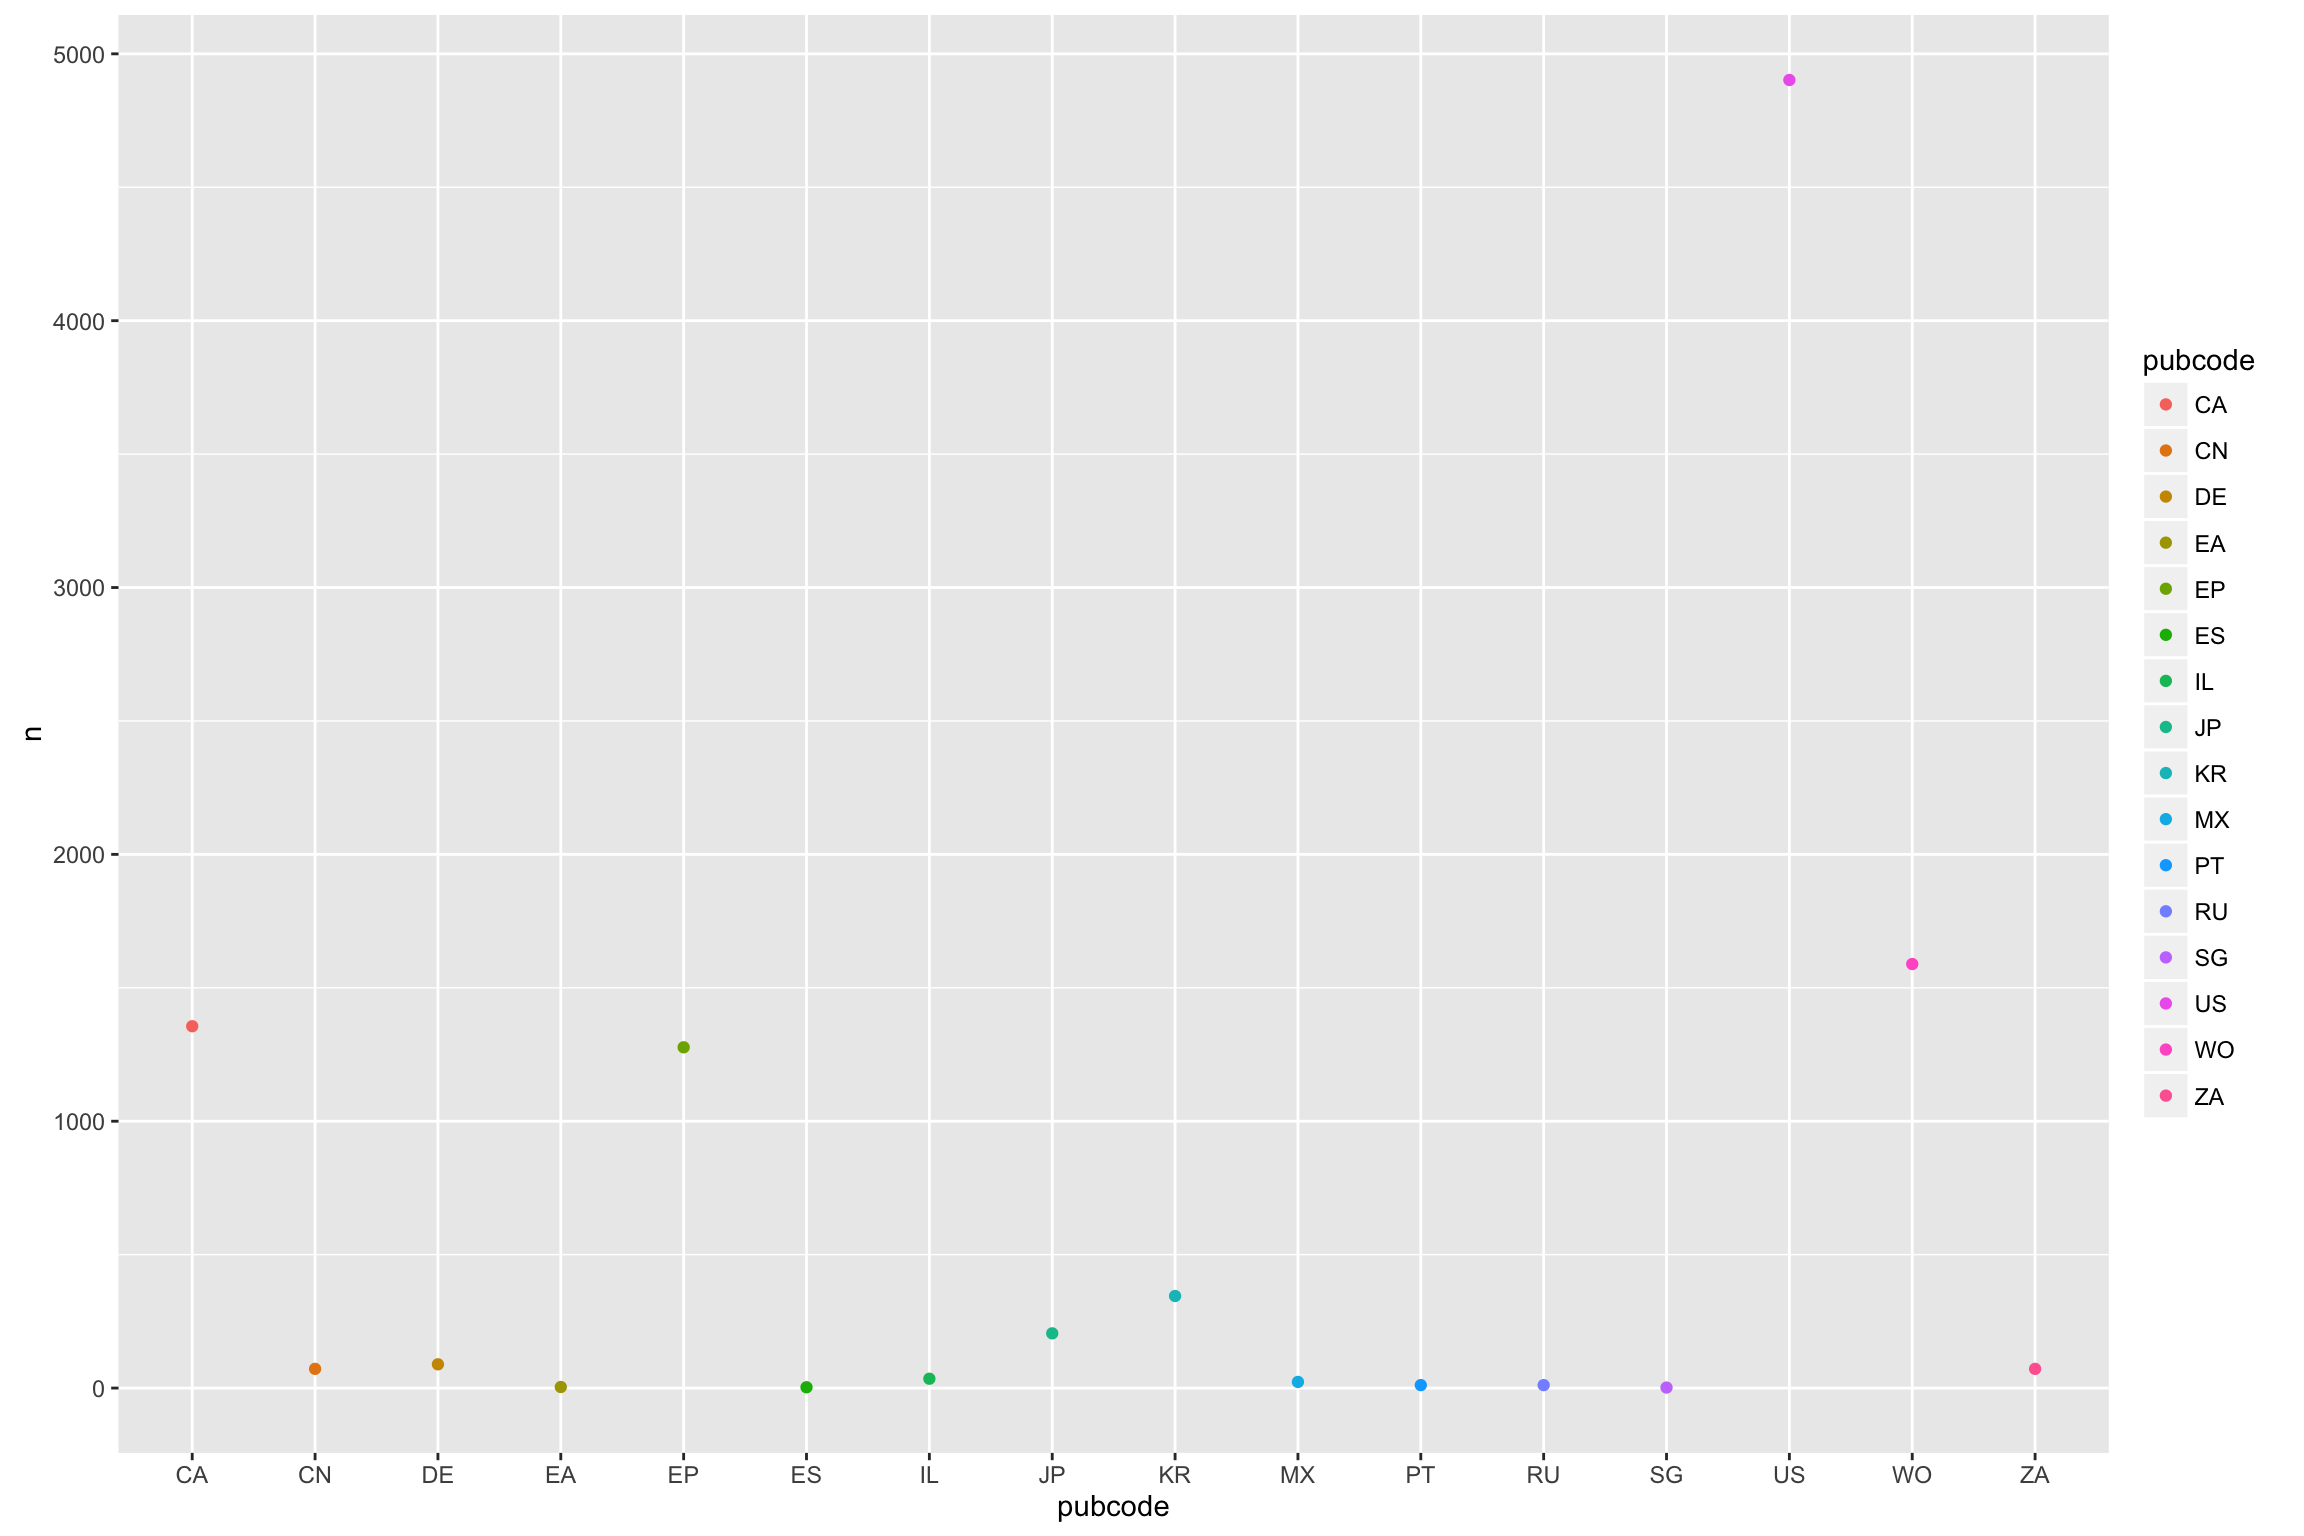 5000
4000
3000
2000
1000
0
n
CA CN DE EA EP ES IL JP KR MX PT RU SG US WO ZA
pubcode
pubcode
CA
CN
DE
EA
EP
ES
IL
JP
KR
MX
PT
RU
SG
US
WO
ZA